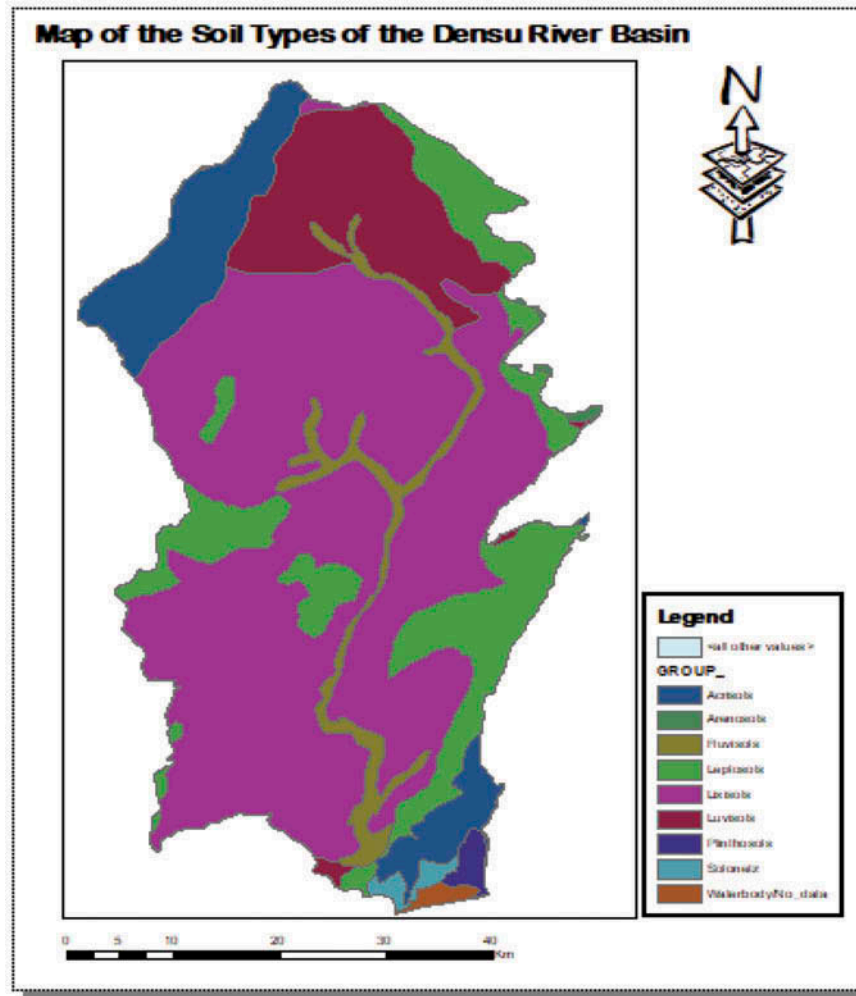 Map of the Soil Types of the Densu River Basin
N
Legend
<all other values>
GROUP_
Acrisols
Arenosols
Fluvisols
Leptosols
Lixisols
Luvisols
Plinthosols
Solonetz
Waterbody/No_data
0 5 10 20 30 40
Km